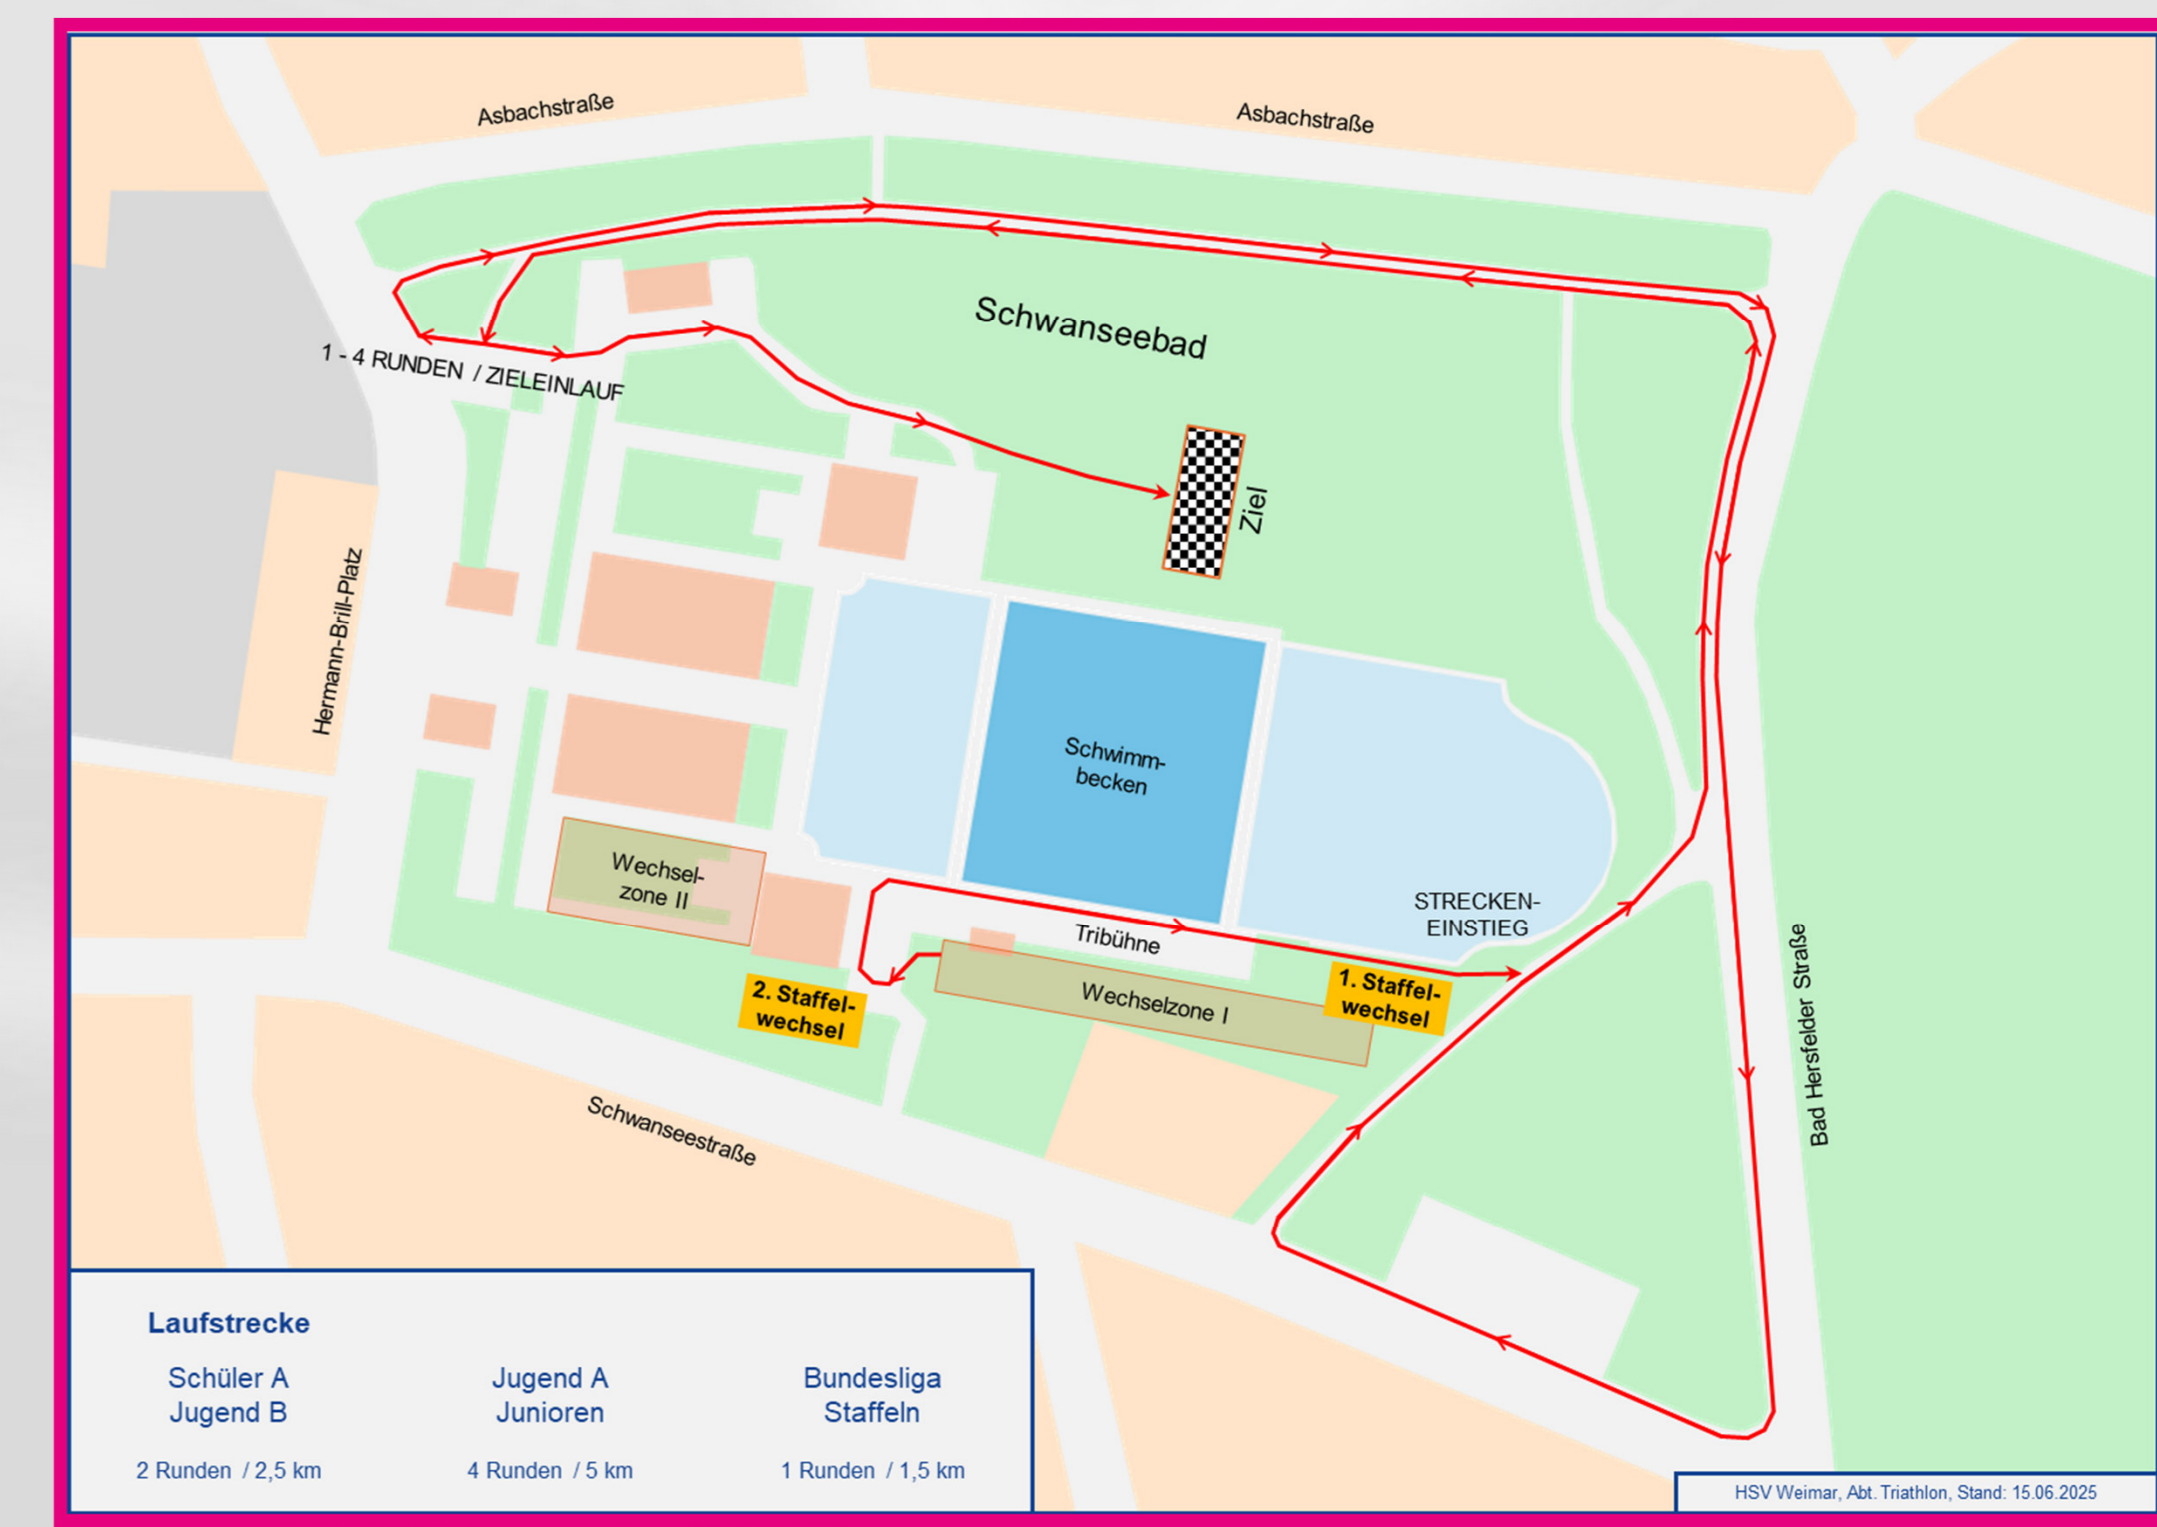 Asbachstraße
Asbachstraße
Schwanseebad
1 - 4 RUNDEN / ZIELEINLAUF
Ziel
Hermann-Brill-Platz
Schwimm-
becken
Wechsel-
zone II
STRECKEN-
EINSTIEG
Tribühne
2. Staffel-
wechsel
Wechselzone I
1. Staffel-
wechsel
Bad Hersfelder Straße
Schwanseestraße
Laufstrecke
Schüler A
Jugend B
2 Runden / 2,5 km
Jugend A
Junioren
4 Runden / 5 km
Bundesliga
Staffeln
1 Runden / 1,5 km
HSV Weimar, Abt. Triathlon, Stand: 15.06.2025